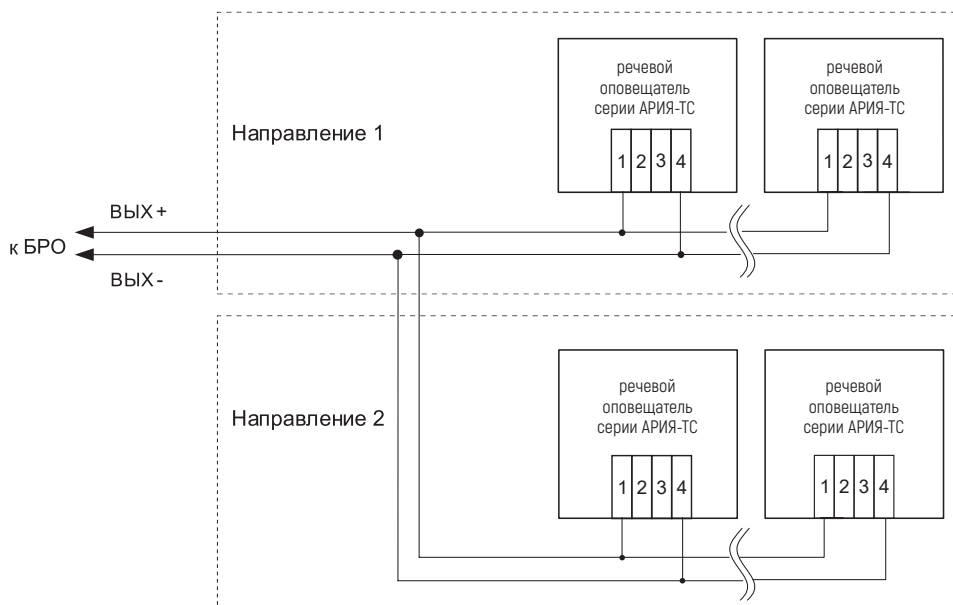 речевой
оповещатель
серии АРИЯ-ТС
речевой
оповещатель
серии АРИЯ-ТС
Направление 1
1 2 3 4
1 2 3 4
ВЫХ+
к БРО
ВЫХ-
речевой
оповещатель
серии АРИЯ-ТС
речевой
оповещатель
серии АРИЯ-ТС
Направление 2
1 2 3 4
1 2 3 4